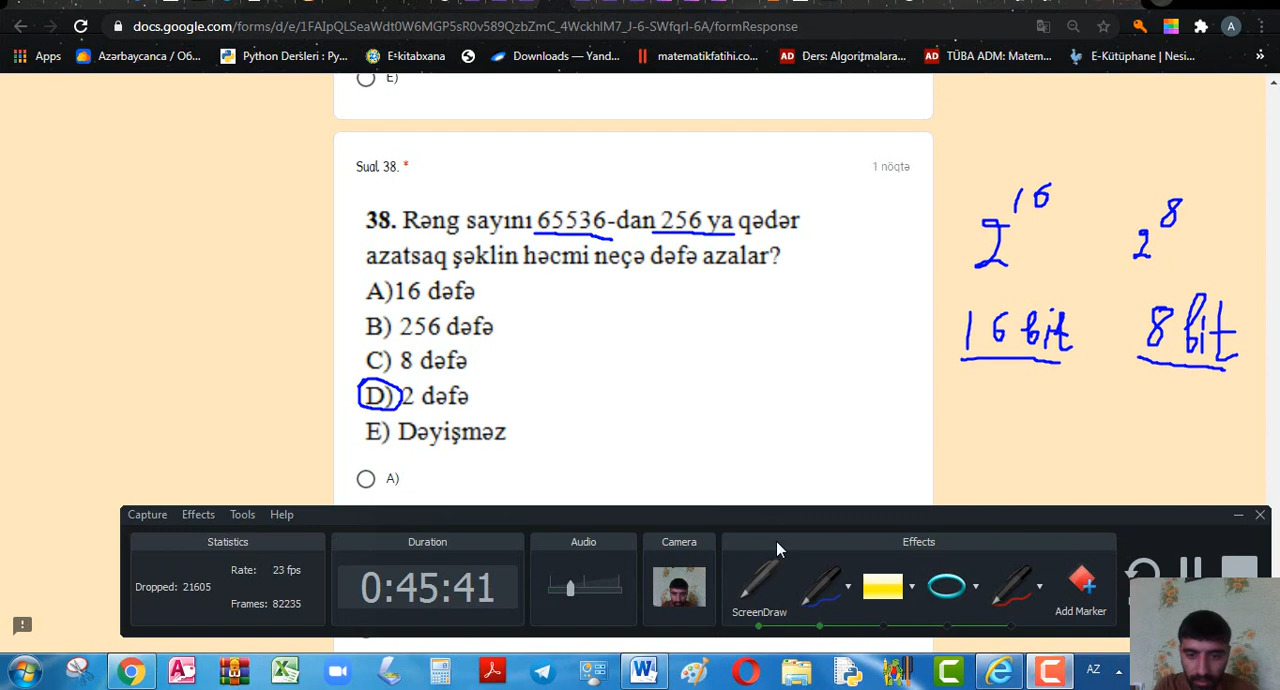 docs.google.com/forms/d/e/1FAIpQLSeaWdt0W6MGP5sR0v589QzbZmC_4WckhlM7_J-6-SWfqrI-6A/formResponse
A
Apps
Azərbaycanca / Об...
Python Dersleri : Py...
E-kitabxana
Downloads — Yand...
matematikfatihi.co...
AD Ders: Algoritmalara...
AD TÜBA ADM: Matem...
E-Kütüphane | Nesi...
»
E)
Sual 38. *
1 nöqtə
38. Rəng sayını 65536-dan 256 ya qədər
azatsaq şəklin həcmi neçə dəfə azalar?
A)16 dəfə
B) 256 dəfə
C) 8 dəfə
D) 2 dəfə
E) Dəyişməz
2^16
2^8
16 bit
8 bit
A)
Capture Effects Tools Help
Statistics
Duration
Audio
Camera
Effects
Dropped: 21605
Rate: 23 fps
Frames: 82235
0:45:41
ScreenDraw
Add Marker
AZ